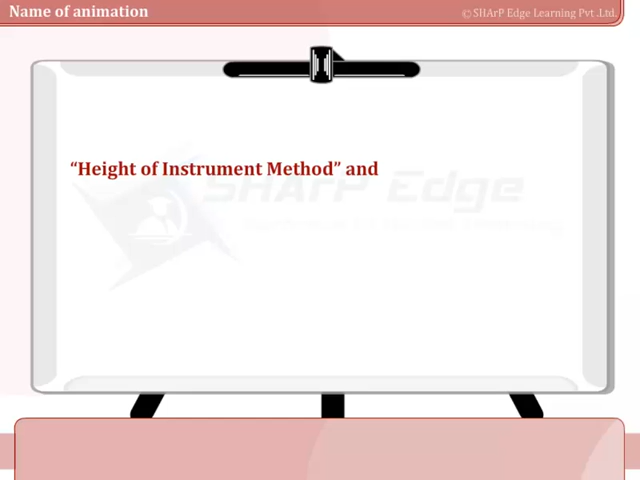 Name of animation
© SHArP Edge Learning Pvt .Ltd.
“Height of Instrument Method” and
SHArP Edge